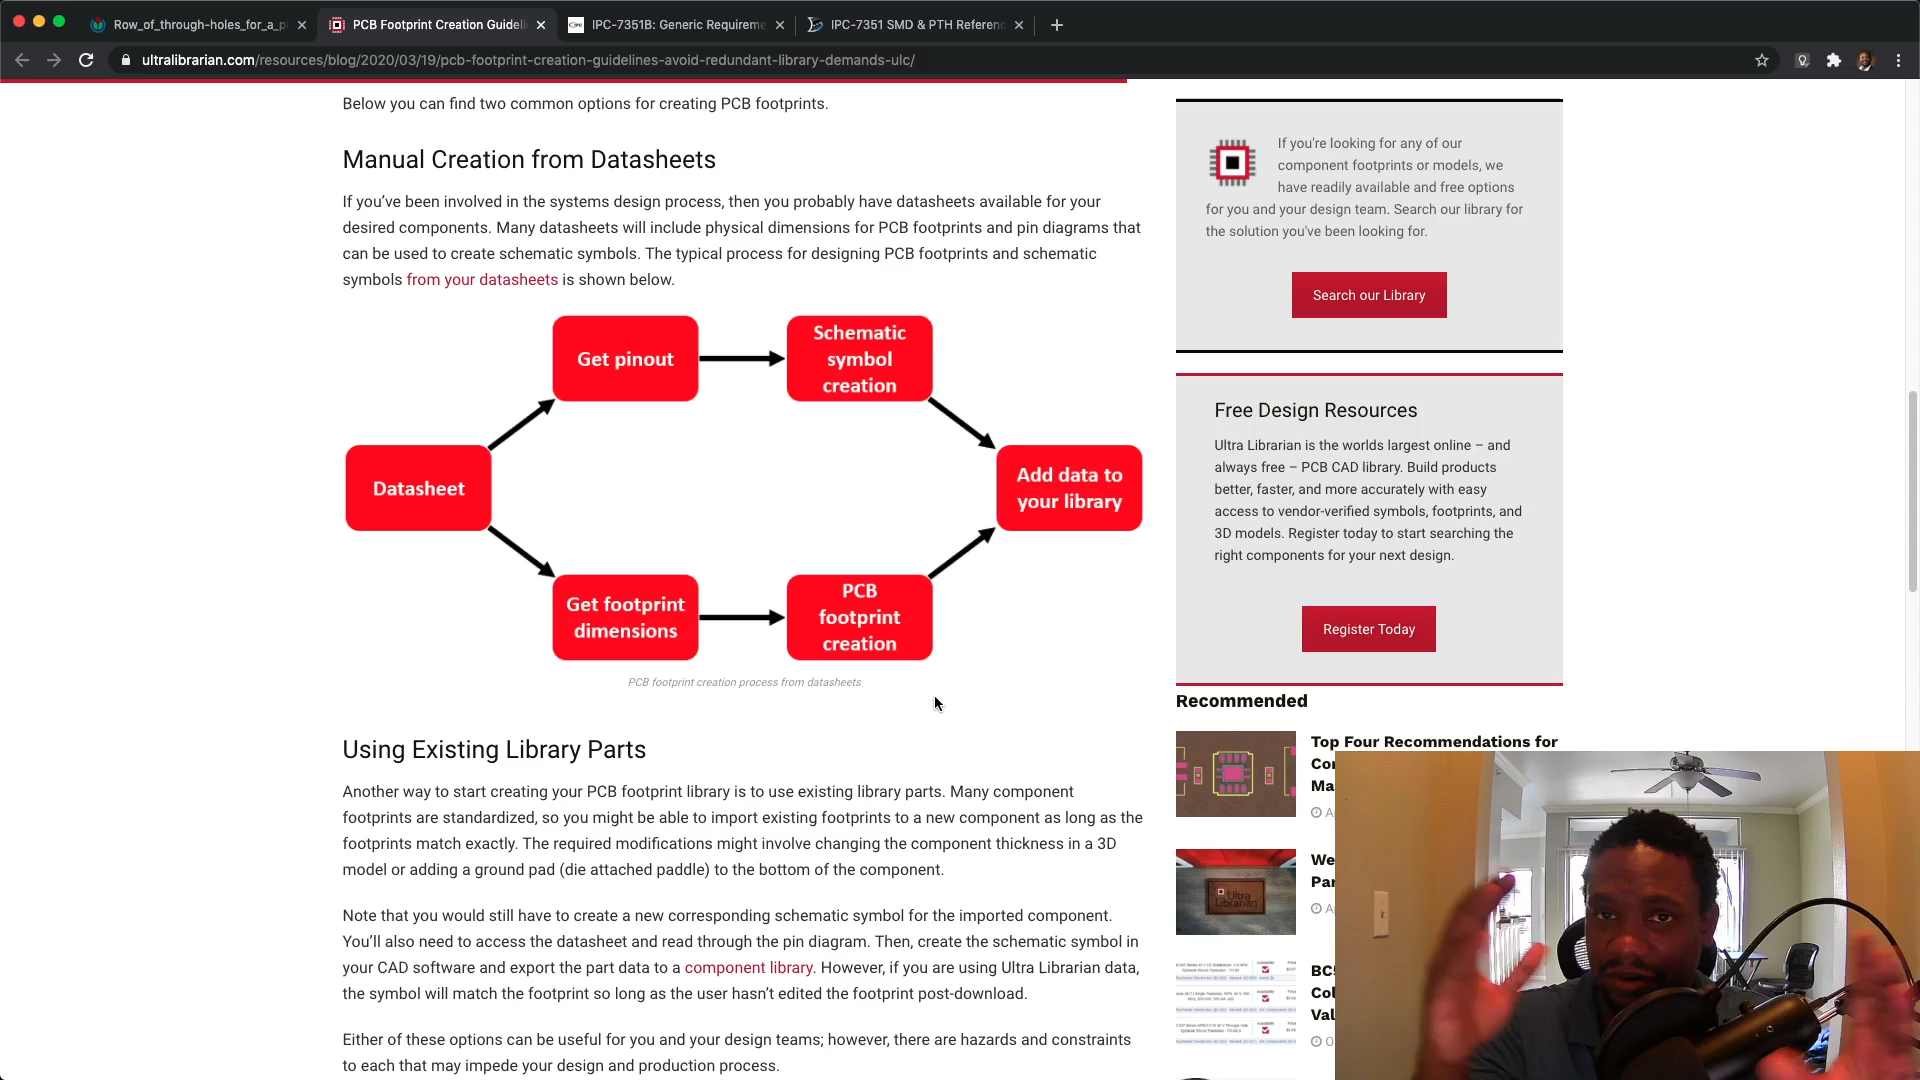 Row_of_through-holes_for_a_p
PCB Footprint Creation Guideli
IPC-7351B: Generic Requireme
IPC-7351 SMD & PTH Referenc
ultralibrarian.com/resources/blog/2020/03/19/pcb-footprint-creation-guidelines-avoid-redundant-library-demands-ulc/
Below you can find two common options for creating PCB footprints.
Manual Creation from Datasheets
If you've been involved in the systems design process, then you probably have datasheets available for your
desired components. Many datasheets will include physical dimensions for PCB footprints and pin diagrams that
can be used to create schematic symbols. The typical process for designing PCB footprints and schematic
symbols from your datasheets is shown below.
Get pinout
Schematic
symbol
creation
Datasheet
Add data to
your library
Get footprint
dimensions
PCB
footprint
creation
PCB footprint creation process from datasheets
Using Existing Library Parts
Another way to start creating your PCB footprint library is to use existing library parts. Many component
footprints are standardized, so you might be able to import existing footprints to a new component as long as the
footprints match exactly. The required modifications might involve changing the component thickness in a 3D
model or adding a ground pad (die attached paddle) to the bottom of the component.
Note that you would still have to create a new corresponding schematic symbol for the imported component.
You'll also need to access the datasheet and read through the pin diagram. Then, create the schematic symbol in
your CAD software and export the part data to a component library. However, if you are using Ultra Librarian data,
the symbol will match the footprint so long as the user hasn't edited the footprint post-download.
Either of these options can be useful for you and your design teams; however, there are hazards and constraints
to each that may impede your design and production process.
If you're looking for any of our
component footprints or models, we
have readily available and free options
for you and your design team. Search our library for
the solution you've been looking for.
Search our Library
Free Design Resources
Ultra Librarian is the worlds largest online – and
always free – PCB CAD library. Build products
better, faster, and more accurately with easy
access to vendor-verified symbols, footprints, and
3D models. Register today to start searching the
right components for your next design.
Register Today
Recommended
Top Four Recommendations for
Co
Ma
A
We
Par
A
Ultra
Librarian
BC
Col
Val
O